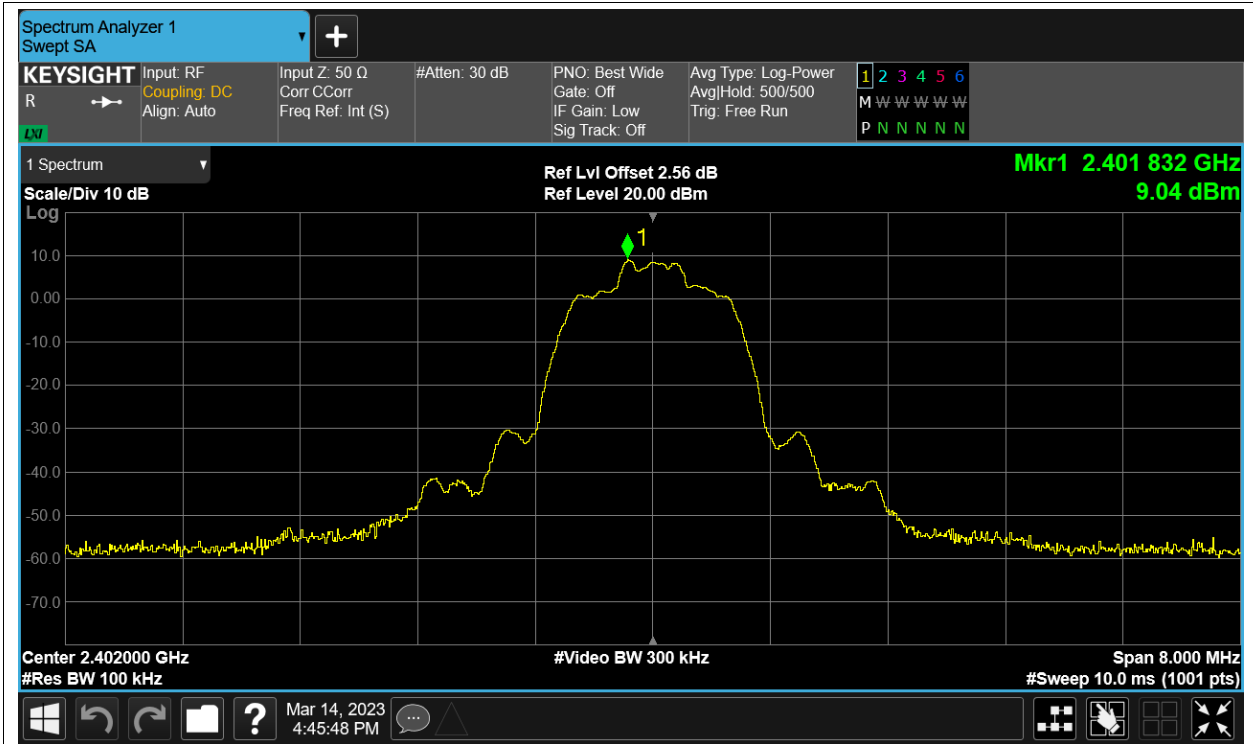 Spectrum Analyzer 1
Swept SA
KEYSIGHT
R
LXI
Input: RF
Coupling: DC
Align: Auto
Input Z: 50 Ω
Corr CCorr
Freq Ref: Int (S)
#Atten: 30 dB
PNO: Best Wide
Gate: Off
IF Gain: Low
Sig Track: Off
Avg Type: Log-Power
Avg|Hold: 500/500
Trig: Free Run
1 2 3 4 5 6
M W W W W W
P N N N N N
1 Spectrum
Scale/Div 10 dB
Log
Ref Lvl Offset 2.56 dB
Ref Level 20.00 dBm
Mkr1 2.401 832 GHz
9.04 dBm
1
10.0
0.00
-10.0
-20.0
-30.0
-40.0
-50.0
-60.0
-70.0
Center 2.402000 GHz
#Res BW 100 kHz
#Video BW 300 kHz
Span 8.000 MHz
#Sweep 10.0 ms (1001 pts)
?
Mar 14, 2023
4:45:48 PM